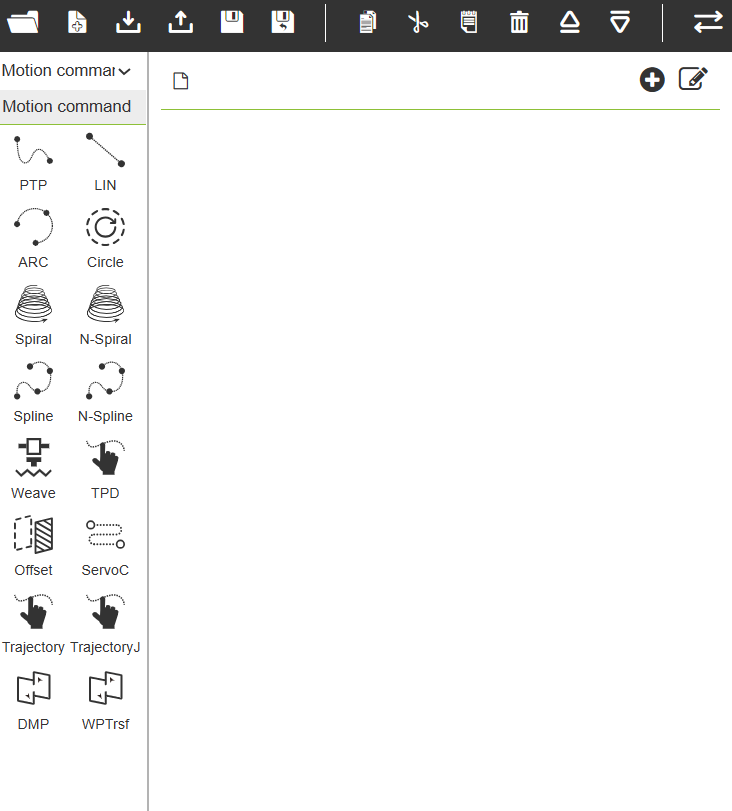 Motion commar
Motion command
PTP LIN
ARC Circle
Spiral N-Spiral
Spline N-Spline
Weave TPD
Offset ServoC
Trajectory TrajectoryJ
DMP WPTrsf